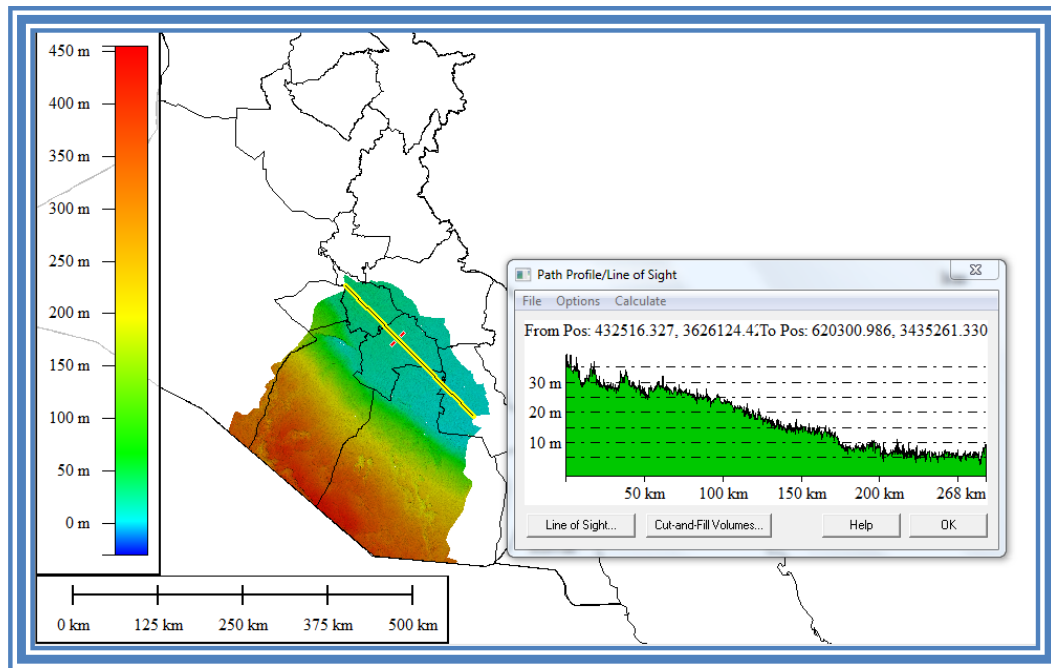 450 m
400 m
350 m
300 m
250 m
200 m
150 m
100 m
50 m
0 m
0 km 125 km 250 km 375 km 500 km
Path Profile/Line of Sight
File Options Calculate
From Pos: 432516.327, 3626124.42To Pos: 620300.986, 3435261.330
30 m
20 m
10 m
50 km 100 km 150 km 200 km 268 km
Line of Sight... Cut-and-Fill Volumes... Help OK